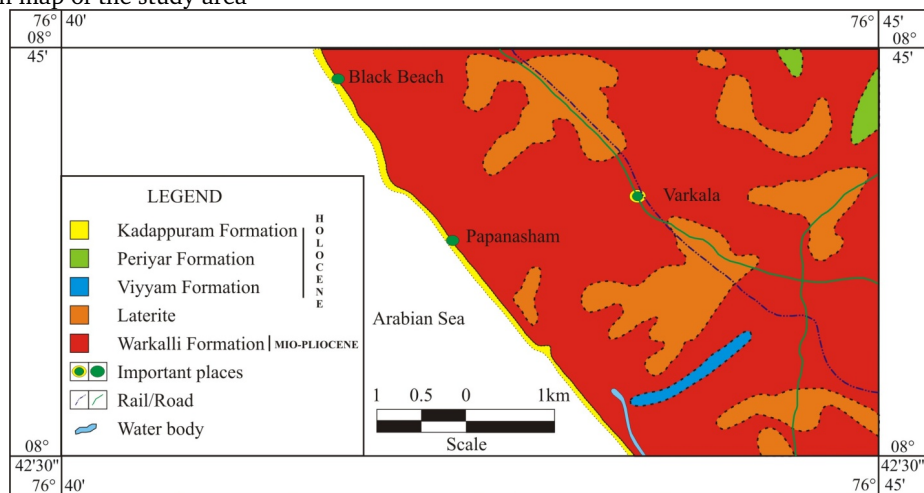 n map of the study area
76° 40'
76° 45'
08°
45'
08°
45'
Black Beach
LEGEND
Kadappuram Formation
Periyar Formation
Viyyam Formation
HOLOCENE
Laterite
Warkalli Formation MIO-PLIOCENE
Important places
Rail/Road
Water body
Varkala
Papanasham
Arabian Sea
1 0.5 0 1km
Scale
08°
42'30"
76° 40'
08°
42'30"
76° 45'